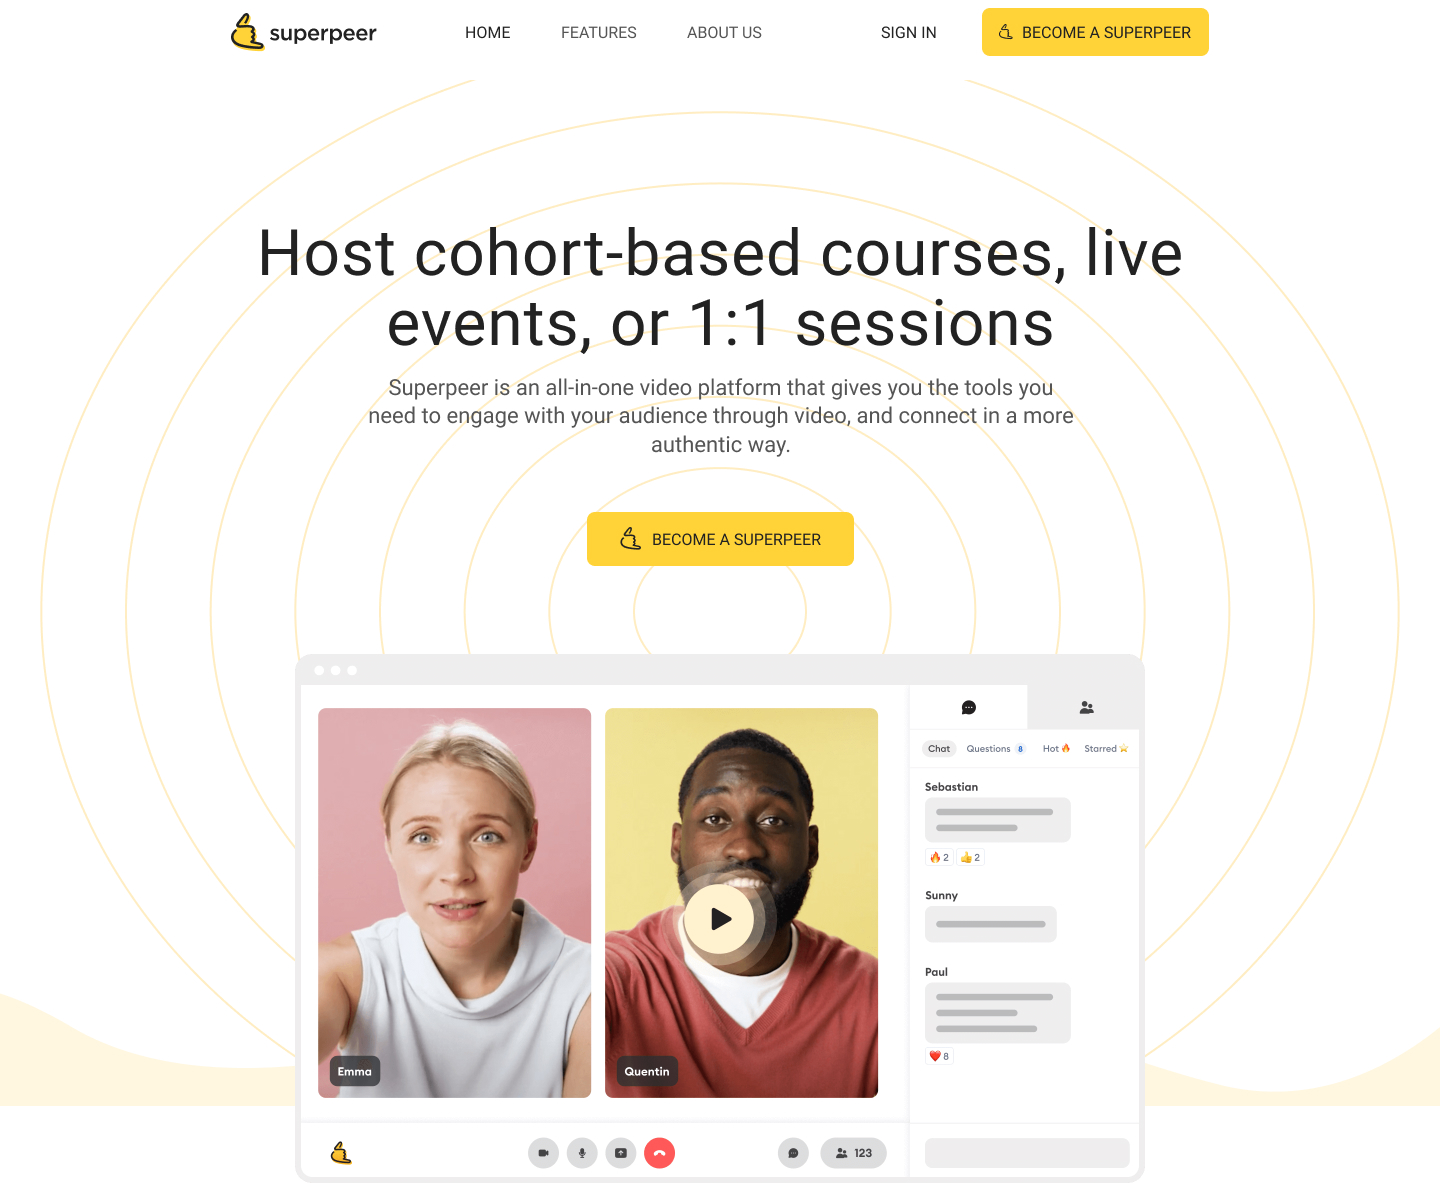 superpeer
HOME
FEATURES
ABOUT US
SIGN IN
BECOME A SUPERPEER
Host cohort-based courses, live
events, or 1:1 sessions
Superpeer is an all-in-one video platform that gives you the tools you
need to engage with your audience through video, and connect in a more
authentic way.
BECOME A SUPERPEER
Chat
Questions 8
Hot 🔥
Starred ⭐
Sebastian
🔥 2 👍 2
Sunny
Paul
❤️ 8
Emma
Quentin
123